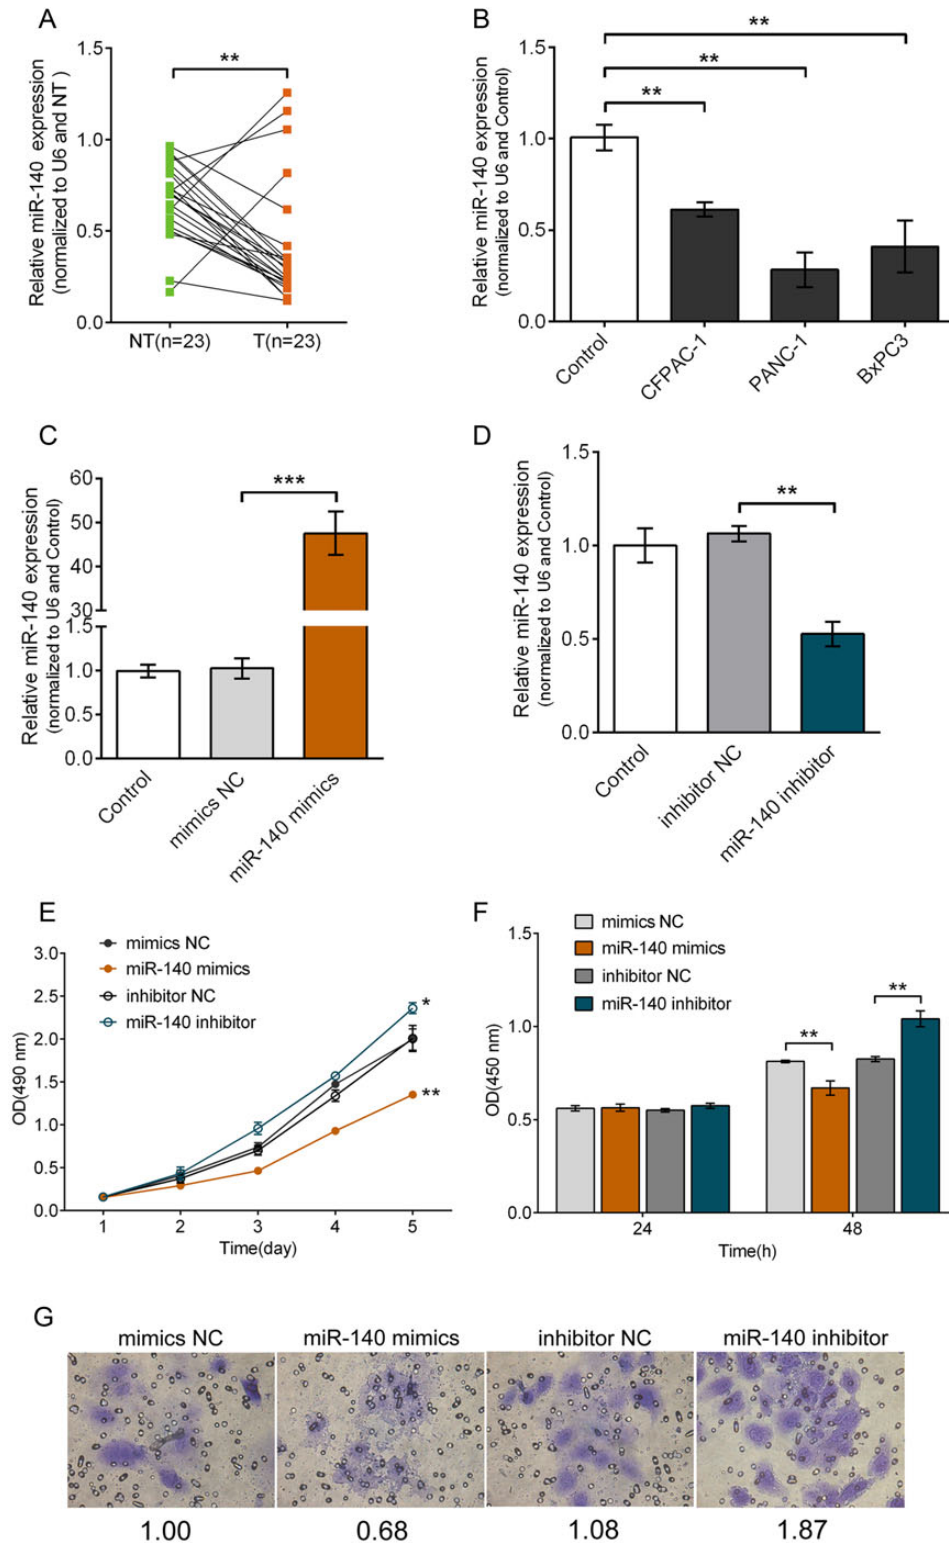 A
Relative miR-140 expression
(normalized to U6 and NT )
1.5
1.0
0.5
0.0
**
NT(n=23)
T(n=23)
B
Relative miR-140 expression
(normalized to U6 and Control)
1.5
1.0
0.5
0.0
**
**
**
Control
CFPAC-1
PANC-1
BxPC3
C
Relative miR-140 expression
(normalized to U6 and Control)
60
50
40
30
1.5
1.0
0.5
0.0
***
Control
mimics NC
miR-140 mimics
D
Relative miR-140 expression
(normalized to U6 and Control)
1.5
1.0
0.5
0.0
**
Control
inhibitor NC
miR-140 inhibitor
E
mimics NC
miR-140 mimics
inhibitor NC
miR-140 inhibitor
OD(490 nm)
3.0
2.5
2.0
1.5
1.0
0.5
0.0
*
**
1 2 3 4 5
Time(day)
F
mimics NC
miR-140 mimics
inhibitor NC
miR-140 inhibitor
OD(450 nm)
1.5
1.0
0.5
0.0
**
**
24 48
Time(h)
G
mimics NC miR-140 mimics inhibitor NC miR-140 inhibitor
1.00 0.68 1.08 1.87